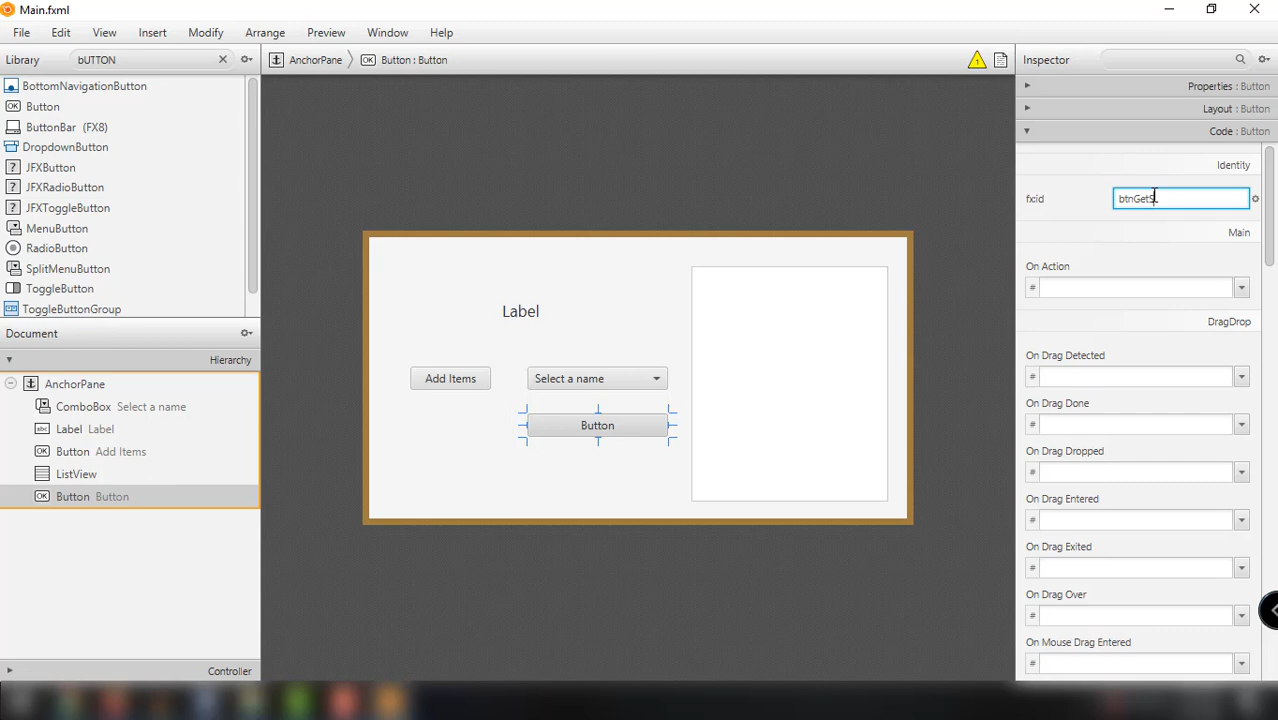 Main.fxml
File Edit View Insert Modify Arrange Preview Window Help
Library bUTTON
AnchorPane Button : Button
Inspector
BottomNavigationButton
Button
ButtonBar (FX8)
DropdownButton
JFXButton
JFXRadioButton
JFXToggleButton
MenuButton
RadioButton
SplitMenuButton
ToggleButton
ToggleButtonGroup
Document
Hierarchy
AnchorPane
ComboBox Select a name
Label Label
Button Add Items
ListView
Button Button
Controller
Label
Add Items
Select a name
Button
Properties : Button
Layout : Button
Code : Button
Identity
fx:id btnGetS
Main
On Action
#
DragDrop
On Drag Detected
#
On Drag Done
#
On Drag Dropped
#
On Drag Entered
#
On Drag Exited
#
On Drag Over
#
On Mouse Drag Entered
#